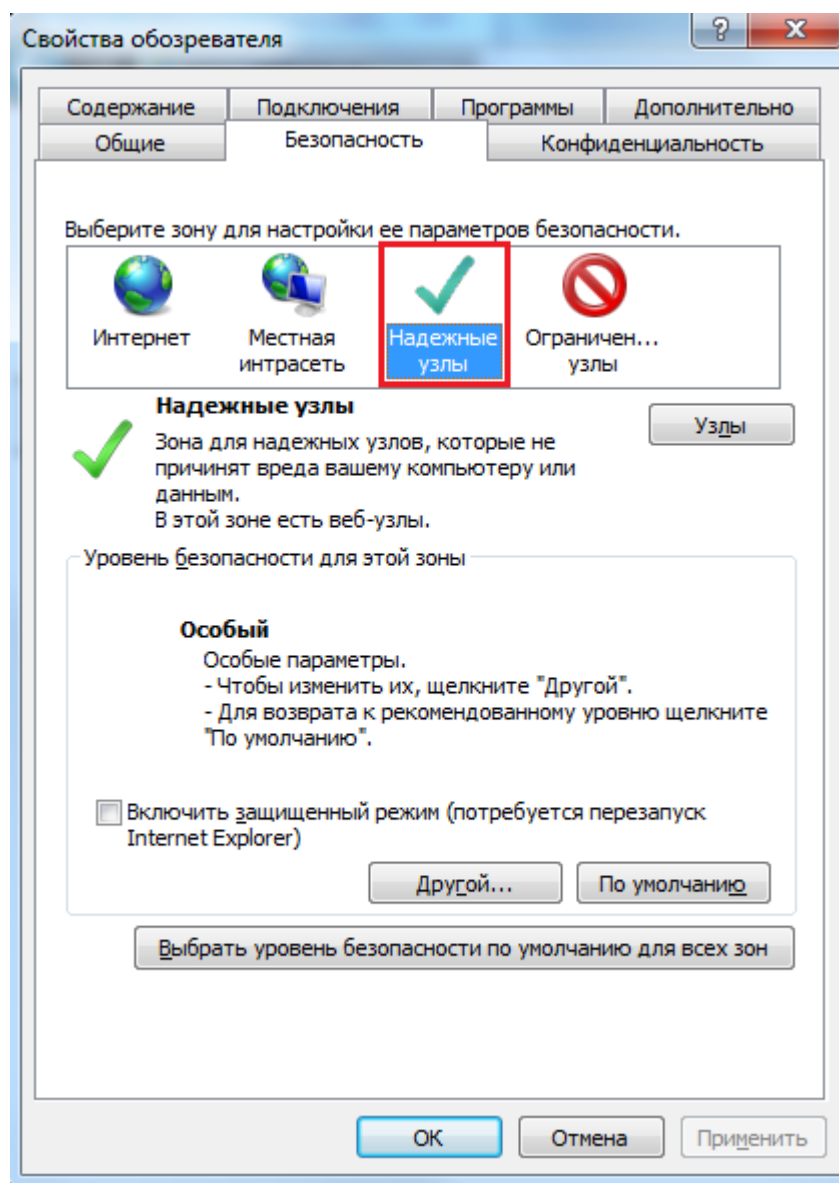 Свойства обозревателя
Содержание Подключения Программы Дополнительно
Общие Безопасность Конфиденциальность
Выберите зону для настройки ее параметров безопасности.
Интернет Местная Надежные Ограничен...
интрасеть узлы узлы
Надежные узлы
Узлы
Зона для надежных узлов, которые не
причинят вреда вашему компьютеру или
данным.
В этой зоне есть веб-узлы.
Уровень безопасности для этой зоны
Особый
Особые параметры.
- Чтобы изменить их, щелкните "Другой".
- Для возврата к рекомендованному уровню щелкните
"По умолчанию".
Включить защищенный режим (потребуется перезапуск
Internet Explorer)
Другой... По умолчанию
Выбрать уровень безопасности по умолчанию для всех зон
ОК Отмена Применить